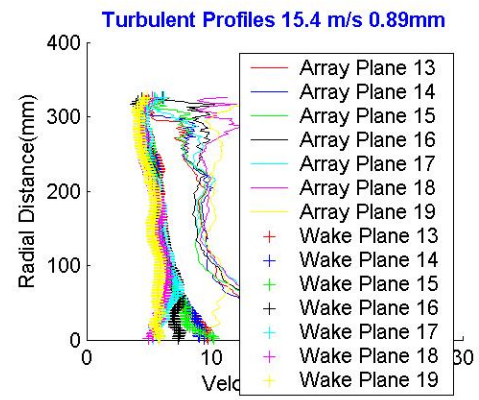 Turbulent Profiles 15.4 m/s 0.89mm
400
300
200
100
0
Radial Distance(mm)
0
10
30
Array Plane 13
Array Plane 14
Array Plane 15
Array Plane 16
Array Plane 17
Array Plane 18
Array Plane 19
Wake Plane 13
Wake Plane 14
Wake Plane 15
Wake Plane 16
Wake Plane 17
Wake Plane 18
Wake Plane 19